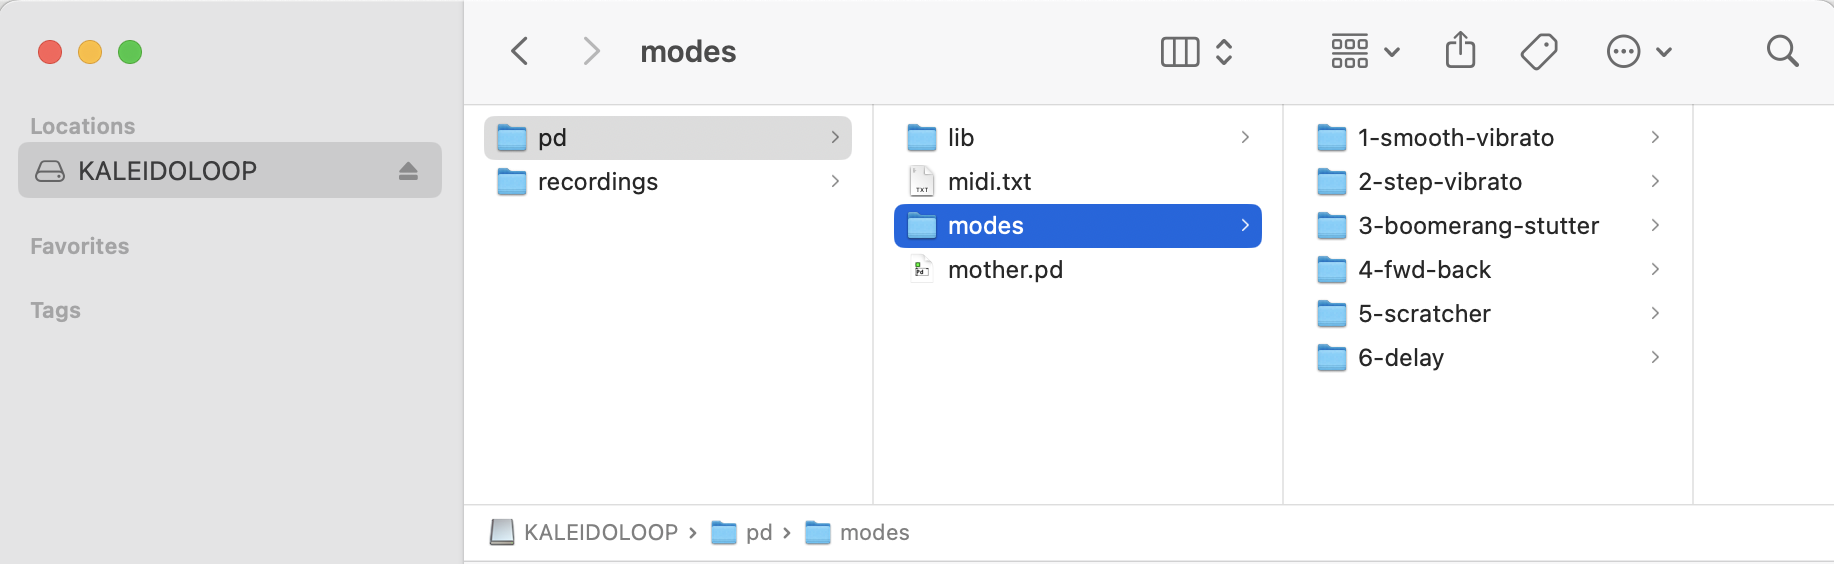 modes
Locations
KALEIDOLOOP
Favorites
Tags
pd
recordings
lib
midi.txt
modes
mother.pd
1-smooth-vibrato
2-step-vibrato
3-boomerang-stutter
4-fwd-back
5-scratcher
6-delay
KALEIDOLOOP › pd › modes